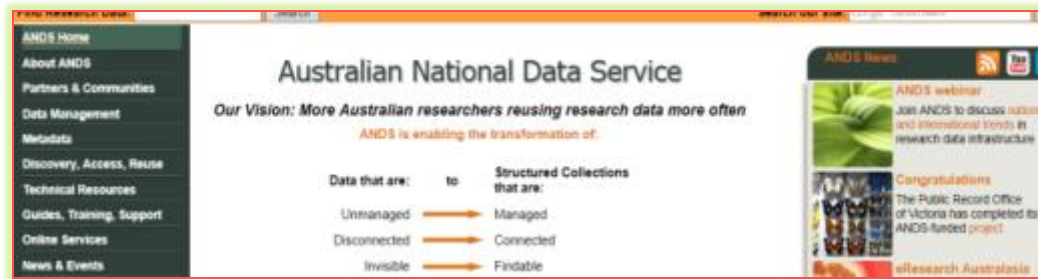 Find Research Data:
Search
Search our site:
ANDS Home
About ANDS
Partners & Communities
Data Management
Metadata
Discovery, Access, Reuse
Technical Resources
Guides, Training, Support
Online Services
News & Events
Australian National Data Service
Our Vision: More Australian researchers reusing research data more often
ANDS is enabling the transformation of:
Data that are: to Structured Collections
that are:
Unmanaged Managed
Disconnected Connected
Invisible Findable
ANDS News
You
ANDS webinar
Join ANDS to discuss
and international trends in
research data infrastructure
Congratulations
The Public Record Office
of Victoria has completed its
ANDS-funded project
eResearch Australasia